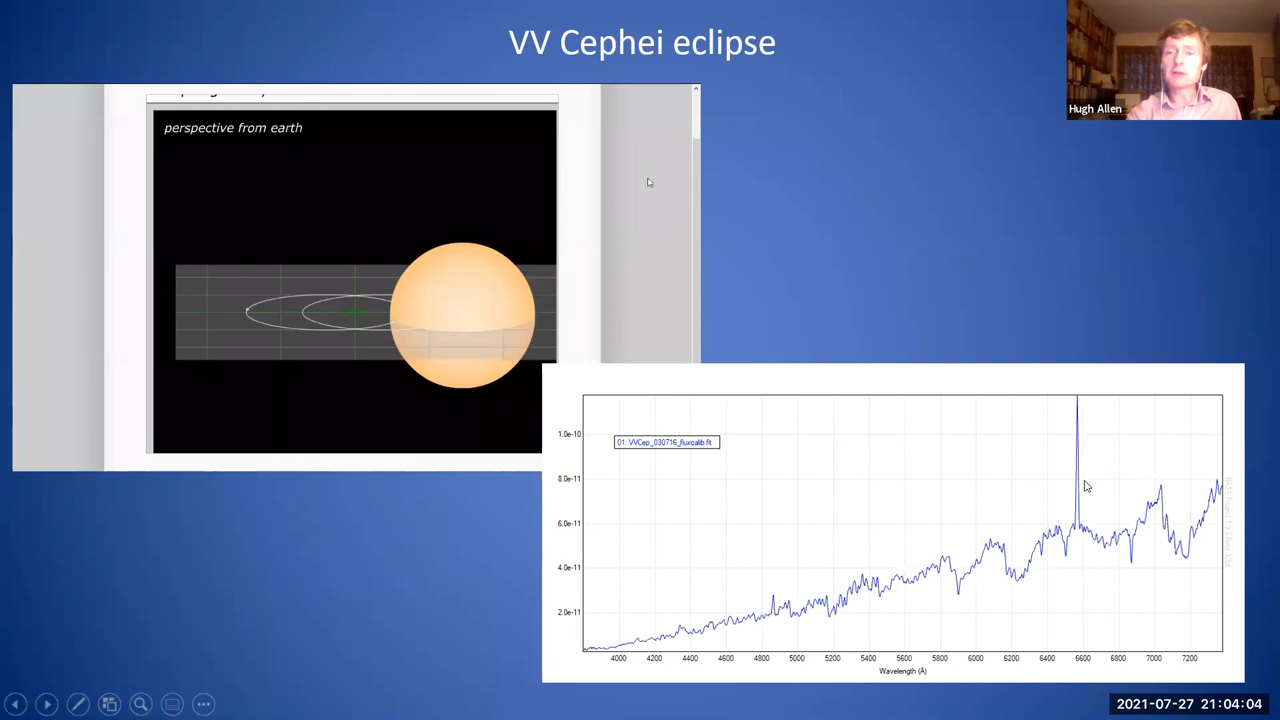 VV Cephei eclipse
Hugh Allen
perspective from earth
01: VVCep_030716_fluxcalib.fit
1.0e-10
8.0e-11
6.0e-11
4.0e-11
2.0e-11
4000 4200 4400 4600 4800 5000 5200 5400 5600 5800 6000 6200 6400 6600 6800 7000 7200
Wavelength (Å)
2021-07-27 21:04:04